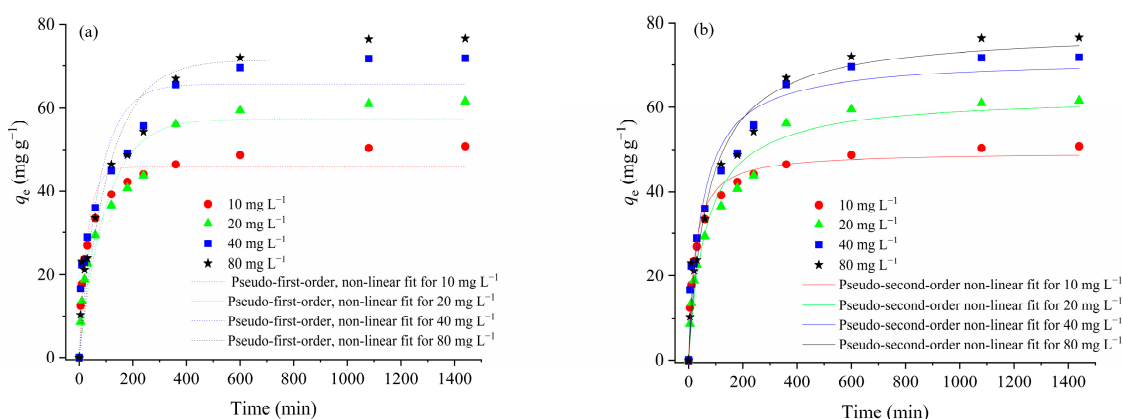 (a)
80
60
40
20
0
qe (mg g−1)
10 mg L−1
20 mg L−1
40 mg L−1
80 mg L−1
Pseudo-first-order, non-linear fit for 10 mg L−1
Pseudo-first-order, non-linear fit for 20 mg L−1
Pseudo-first-order, non-linear fit for 40 mg L−1
Pseudo-first-order, non-linear fit for 80 mg L−1
0 200 400 600 800 1000 1200 1400
Time (min)
(b)
80
60
40
20
0
qe (mg g−1)
10 mg L−1
20 mg L−1
40 mg L−1
80 mg L−1
Pseudo-second-order non-linear fit for 10 mg L−1
Pseudo-second-order non-linear fit for 20 mg L−1
Pseudo-second-order non-linear fit for 40 mg L−1
Pseudo-second-order non-linear fit for 80 mg L−1
0 200 400 600 800 1000 1200 1400
Time (min)